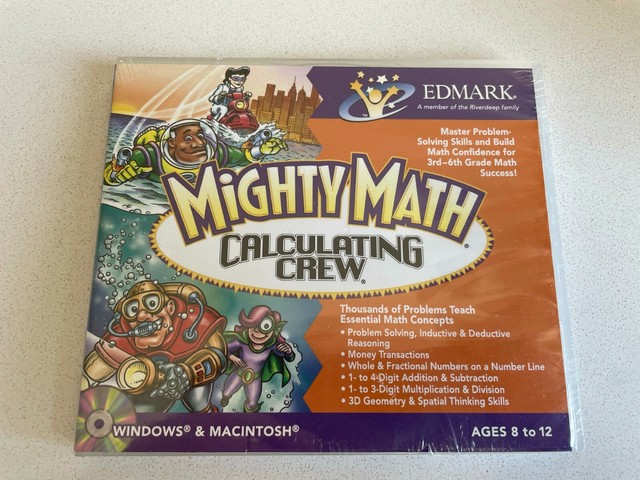 EDMARK®
A member of the Riverdeep family
Master Problem-
Solving Skills and Build
Math Confidence for
3rd–6th Grade Math
Success!
MiGHTY MATH®
CALCULATING
CREW®
Thousands of Problems Teach
Essential Math Concepts
• Problem Solving, Inductive & Deductive
Reasoning
• Money Transactions
• Whole & Fractional Numbers on a Number Line
• 1- to 4-Digit Addition & Subtraction
• 1- to 3-Digit Multiplication & Division
• 3D Geometry & Spatial Thinking Skills
WINDOWS® & MACINTOSH®
AGES 8 to 12